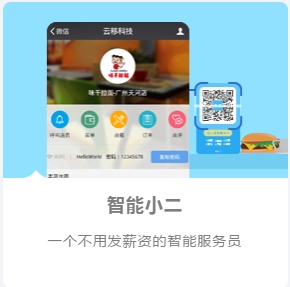 微信
云移科技
味千拉面
味千拉面-广州天河店
呼叫服务
买单
点餐
订单
点评
HelloWorld 密码：12345678
复制密码
智能小二
一个不用发薪资的智能服务员